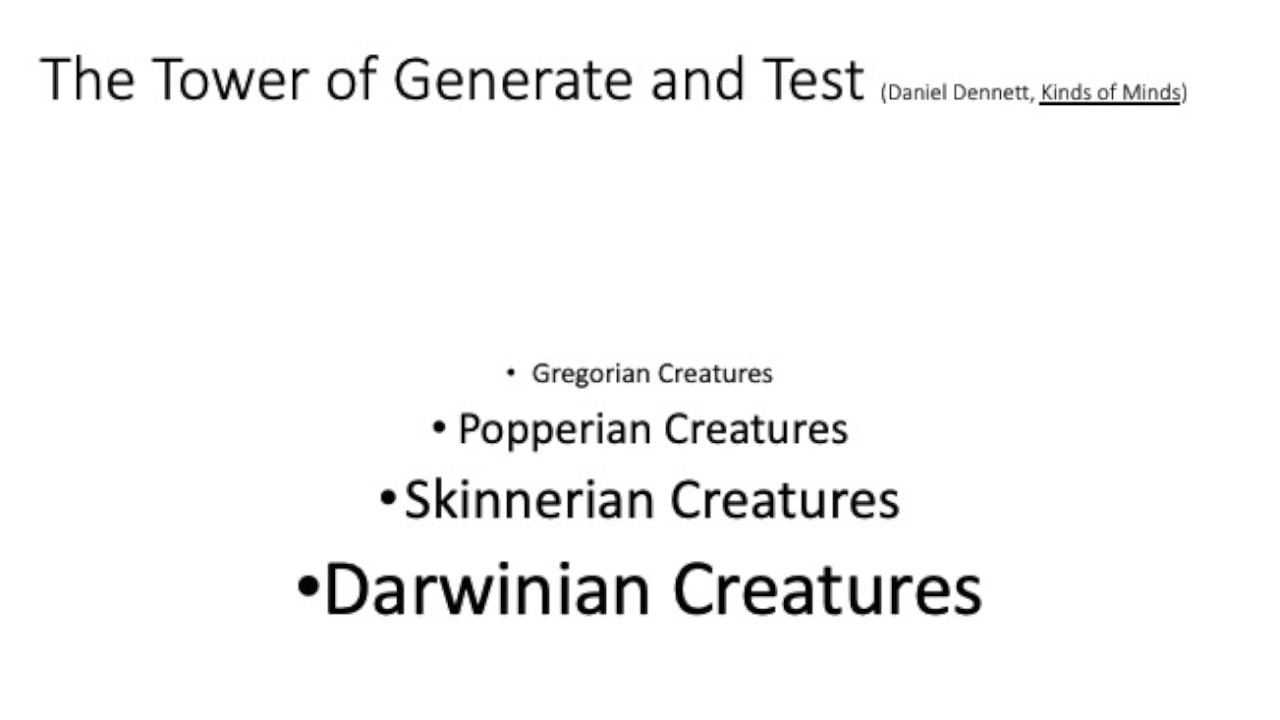 The Tower of Generate and Test (Daniel Dennett, Kinds of Minds)
• Gregorian Creatures
• Popperian Creatures
•Skinnerian Creatures
•Darwinian Creatures